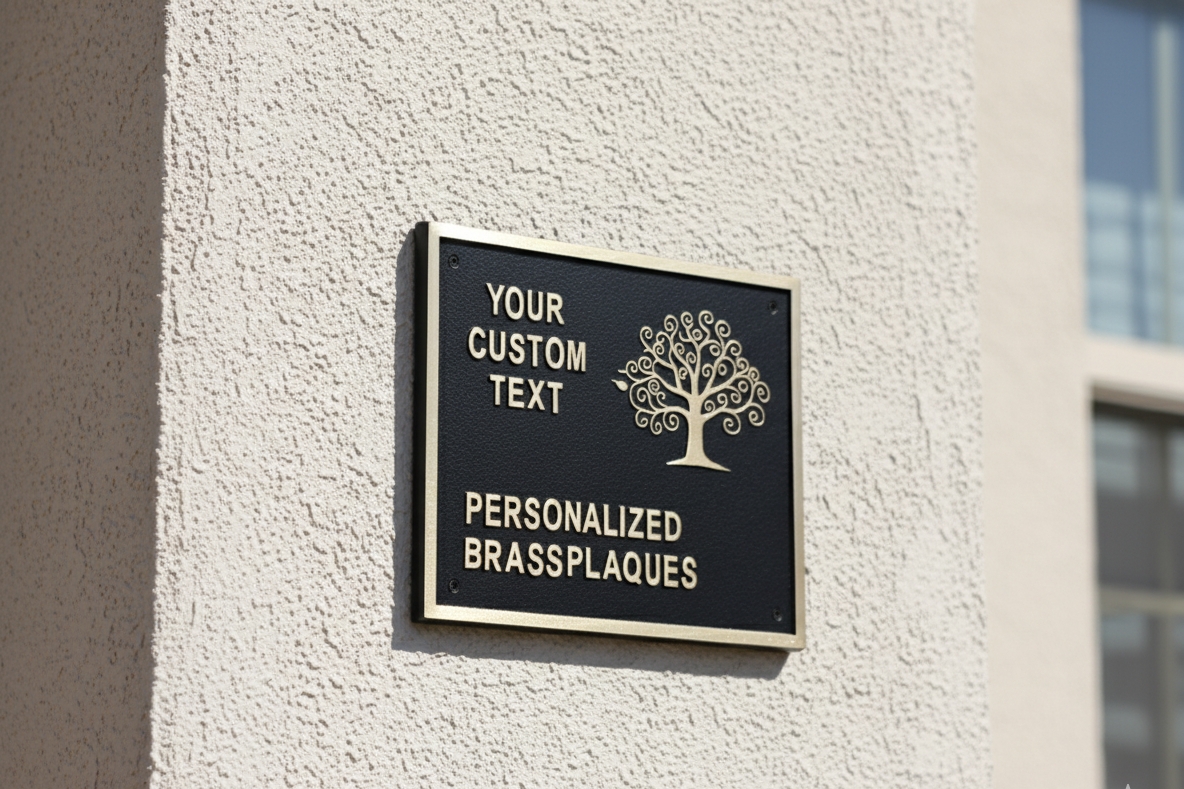 YOUR
CUSTOM
TEXT
PERSONALIZED
BRASSPLAQUES